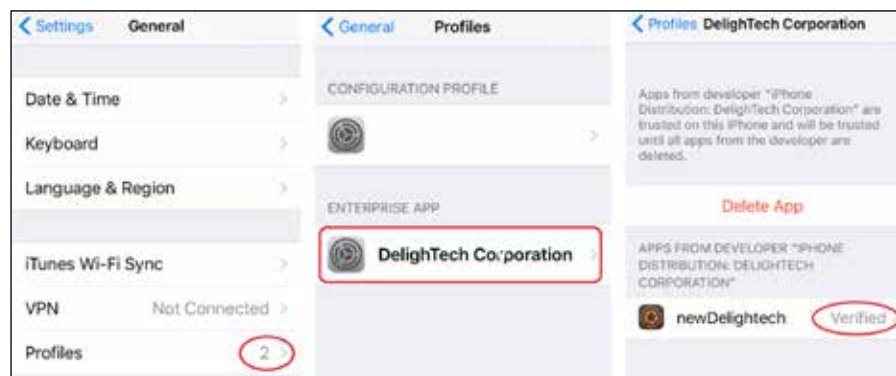 Settings General
Date & Time
Keyboard
Language & Region
iTunes Wi-Fi Sync
VPN Not Connected
Profiles 2
General Profiles
CONFIGURATION PROFILE
ENTERPRISE APP
DelighTech Corporation
Profiles DelighTech Corporation
Apps from developer "iPhone
Distribution: DelighTech Corporation" are
trusted on this iPhone and will be trusted
until all apps from the developer are
deleted.
Delete App
APPS FROM DEVELOPER "IPHONE
DISTRIBUTION: DELIGHTECH
CORPORATION"
newDelightech Verified